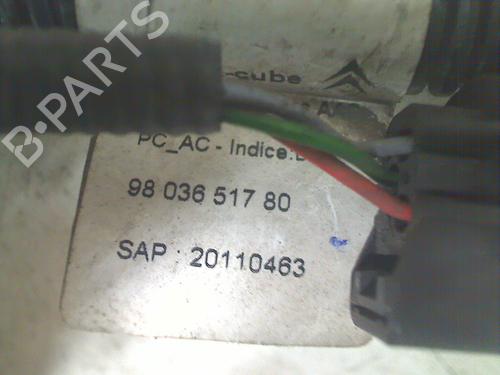 B-PARTS
-cube
PC_AC - Indice:
98 036 517 80
SAP : 20110463